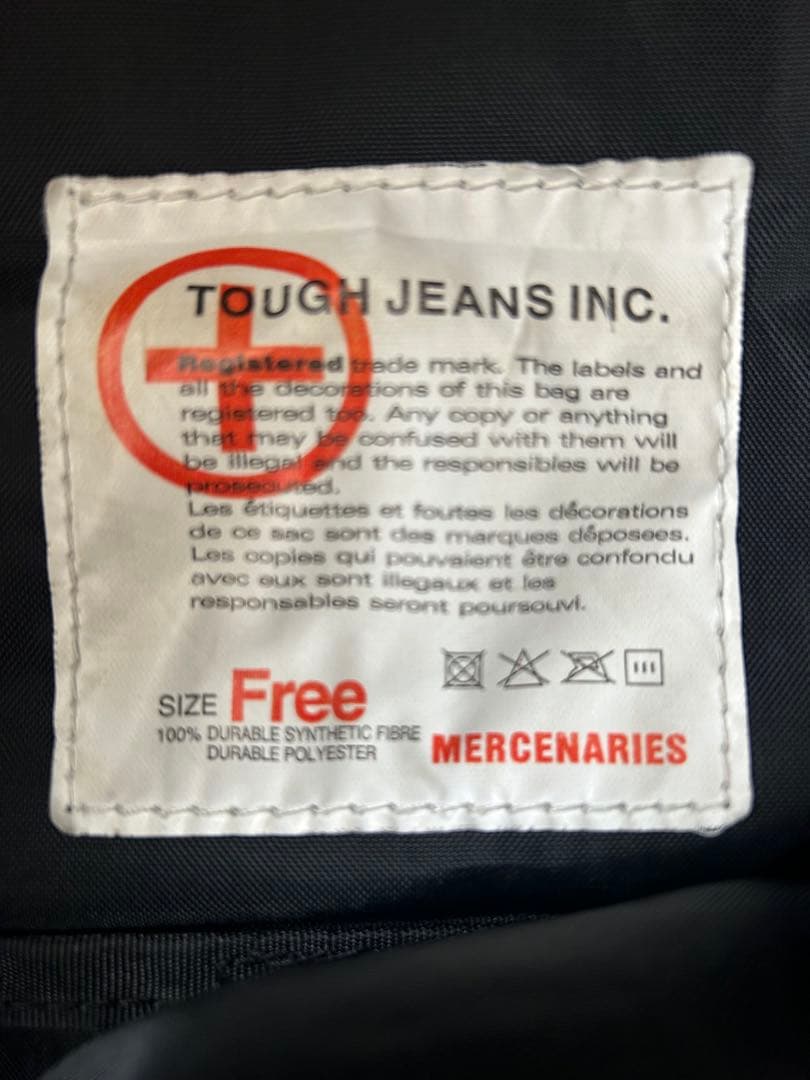 TOUGH JEANS INC.
Registered trade mark. The labels and
all the decorations of this bag are
registered too. Any copy or anything
that may be confused with them will
be illegal and the responsibles will be
prosecuted.
Les étiquettes et foutes les décorations
de ce sac sont des marques déposees.
Les copies qui pouvaient être confondu
avec eux sont illegaux et les
responsables seront poursouvi.
SIZE Free
100% DURABLE SYNTHETIC FIBRE
DURABLE POLYESTER
MERCENARIES